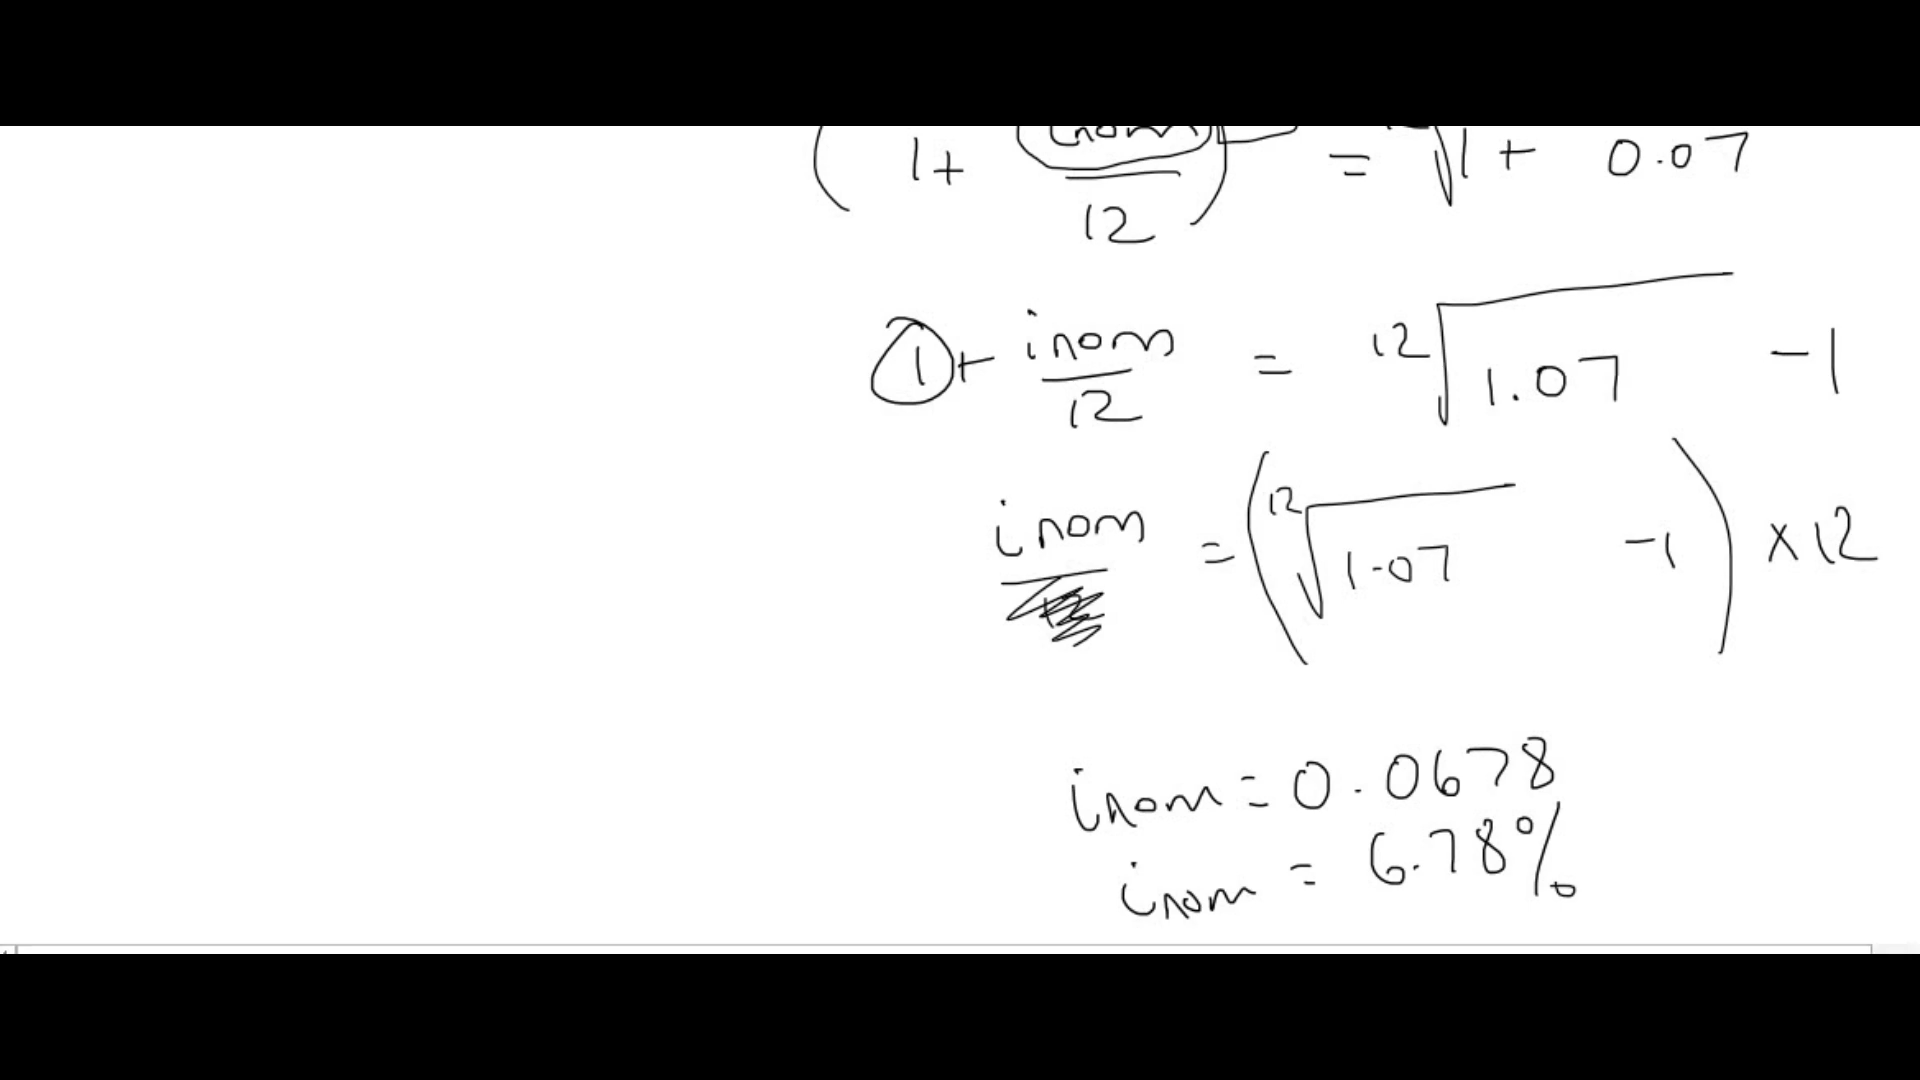 (1 + inom/12) = √1 + 0.07
1 + inom/12 = 12√1.07 - 1
inom = (12√1.07 - 1) x 12
inom = 0.0678
inom = 6.78%